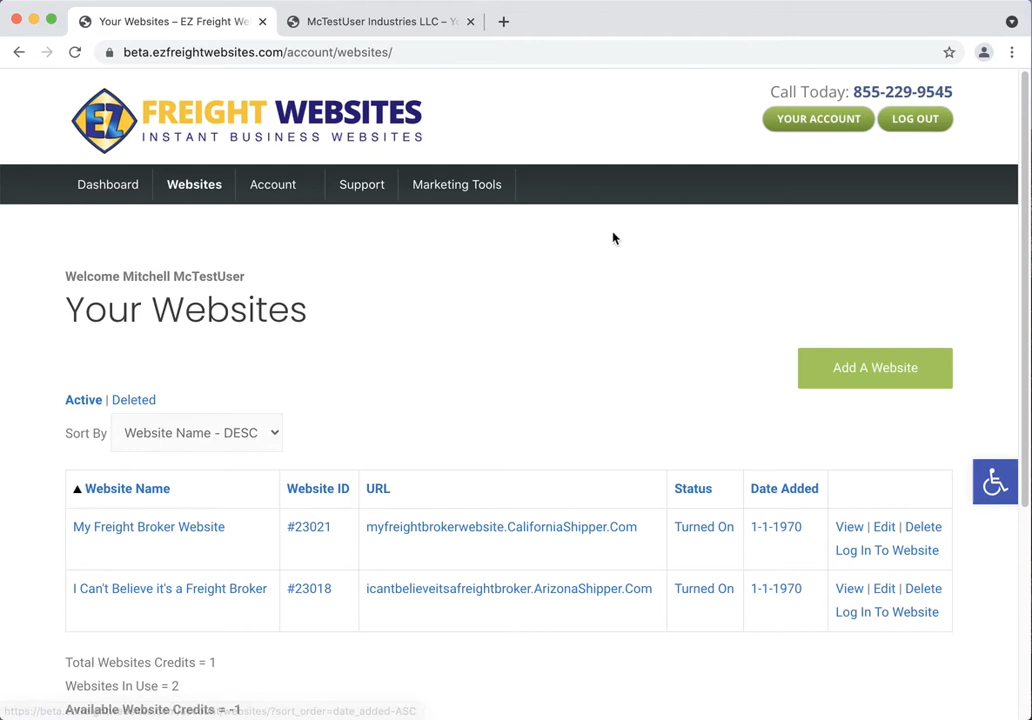 Your Websites – EZ Freight We
McTestUser Industries LLC – Yo
beta.ezfreightwebsites.com/account/websites/
EZ FREIGHT WEBSITES
INSTANT BUSINESS WEBSITES
Call Today: 855-229-9545
YOUR ACCOUNT LOG OUT
Dashboard Websites Account Support Marketing Tools
Welcome Mitchell McTestUser
Your Websites
Add A Website
Active | Deleted
Sort By Website Name - DESC
▲ Website Name Website ID URL Status Date Added
My Freight Broker Website #23021 myfreightbrokerwebsite.CaliforniaShipper.Com Turned On 1-1-1970 View | Edit | Delete
Log In To Website
I Can't Believe it's a Freight Broker #23018 icantbelieveitsafreightbroker.ArizonaShipper.Com Turned On 1-1-1970 View | Edit | Delete
Log In To Website
Total Websites Credits = 1
Websites In Use = 2
Available Website Credits = -1